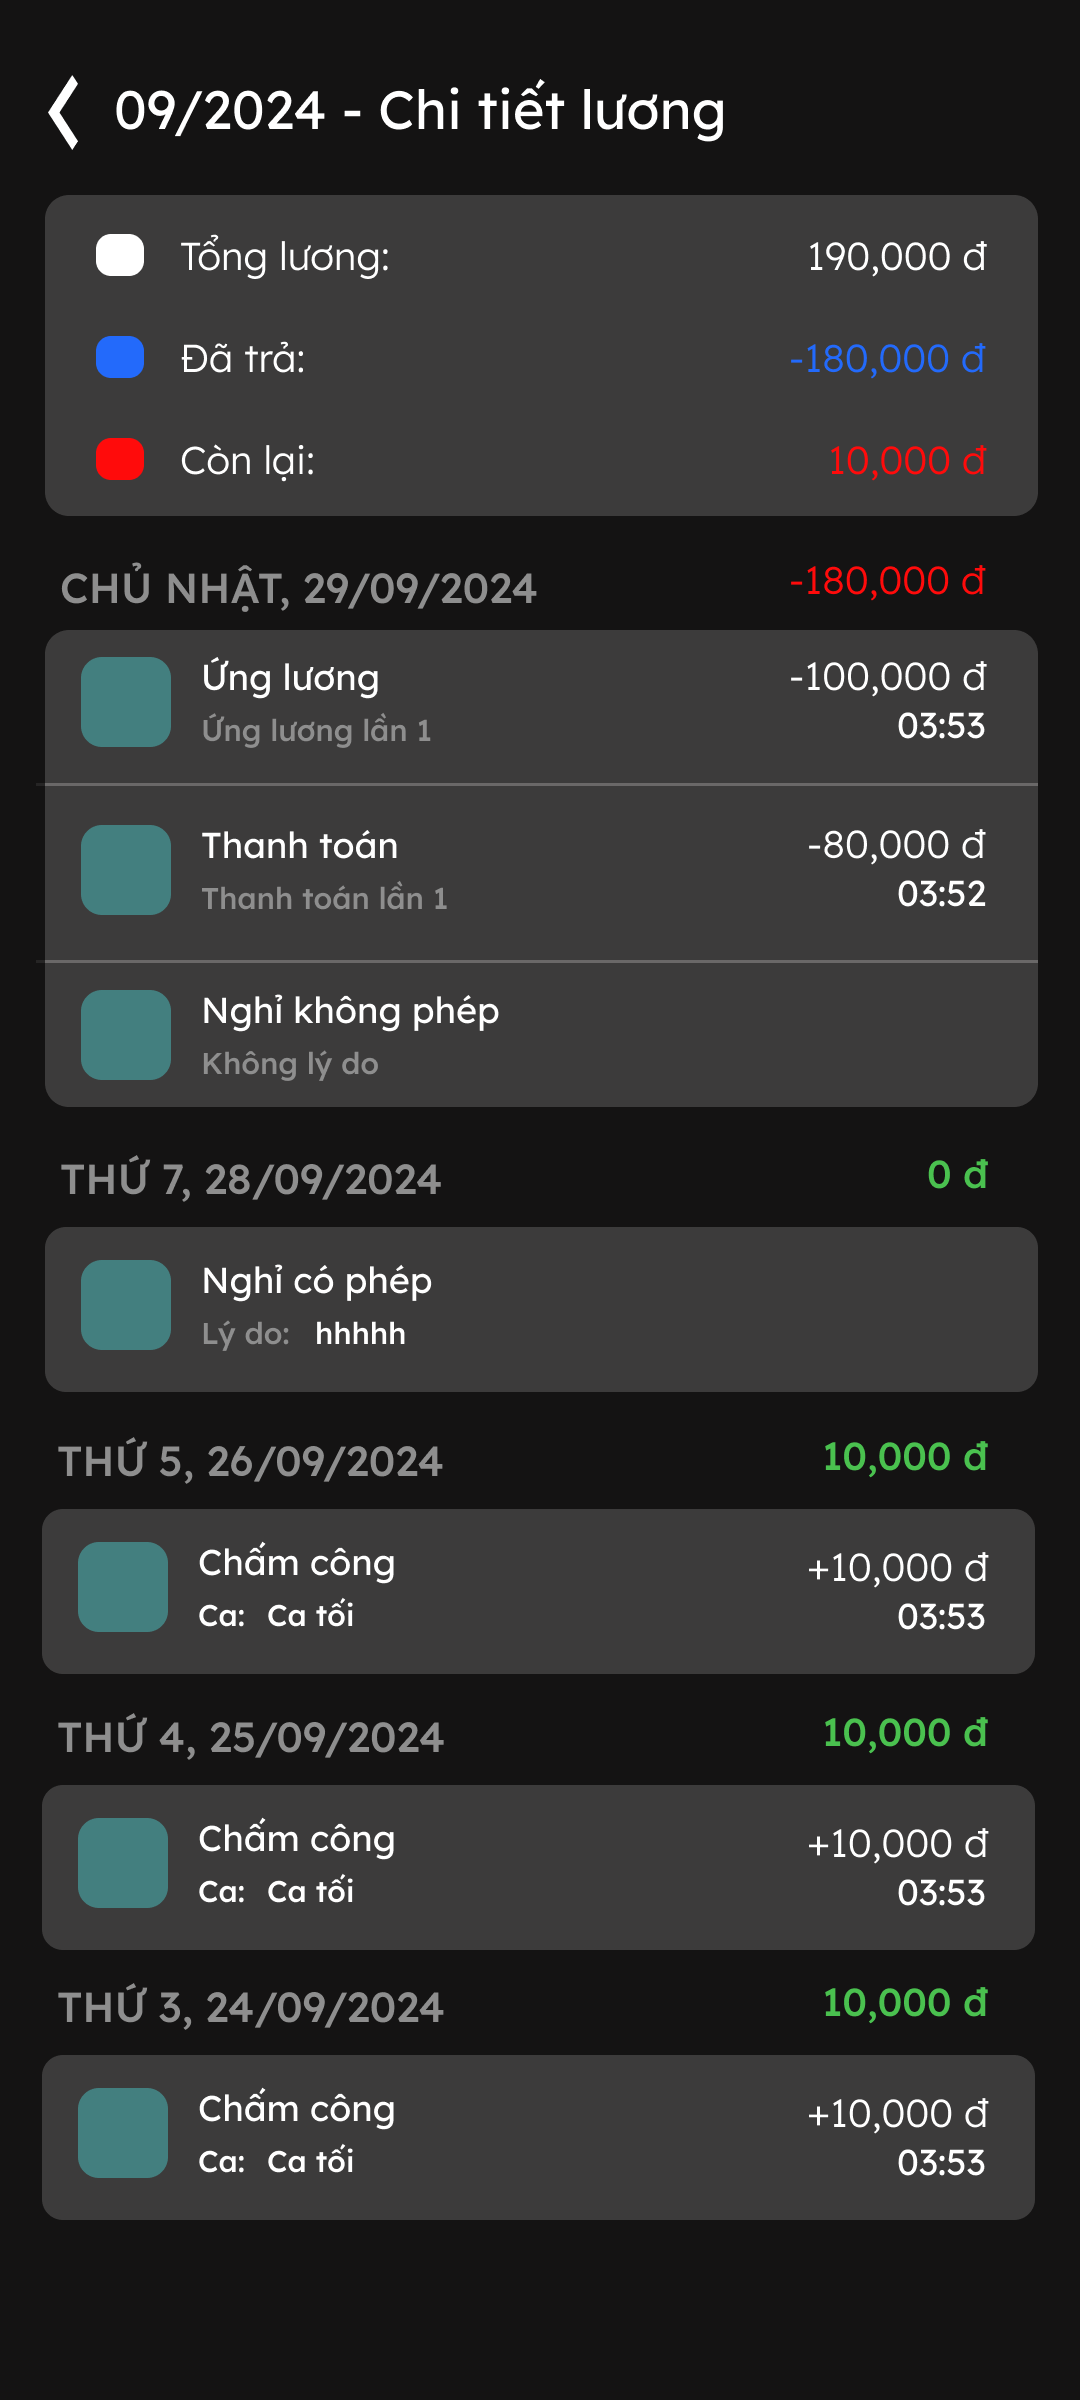 09/2024 - Chi tiết lương
Tổng lương: 190,000 đ
Đã trả: -180,000 đ
Còn lại: 10,000 đ
CHỦ NHẬT, 29/09/2024 -180,000 đ
Ứng lương -100,000 đ
Ứng lương lần 1 03:53
Thanh toán -80,000 đ
Thanh toán lần 1 03:52
Nghỉ không phép
Không lý do
THỨ 7, 28/09/2024 0 đ
Nghỉ có phép
Lý do: hhhhh
THỨ 5, 26/09/2024 10,000 đ
Chấm công +10,000 đ
Ca: Ca tối 03:53
THỨ 4, 25/09/2024 10,000 đ
Chấm công +10,000 đ
Ca: Ca tối 03:53
THỨ 3, 24/09/2024 10,000 đ
Chấm công +10,000 đ
Ca: Ca tối 03:53